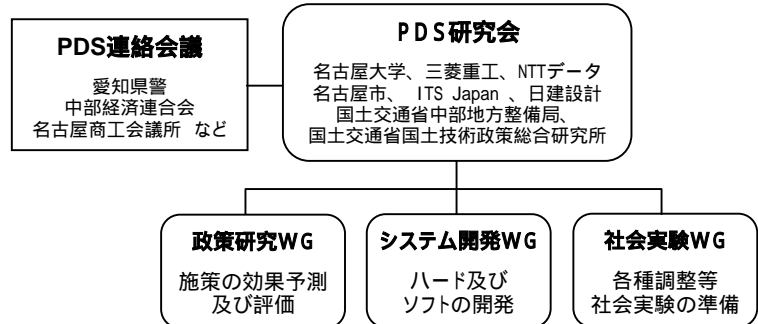 PDS連絡会議
愛知県警
中部経済連合会
名古屋商工会議所 など
PDS研究会
名古屋大学、三菱重工、NTTデータ
名古屋市、 ITS Japan 、日建設計
国土交通省中部地方整備局、
国土交通省国土技術政策総合研究所
政策研究WG
施策の効果予測
及び評価
システム開発WG
ハード及び
ソフトの開発
社会実験WG
各種調整等
社会実験の準備